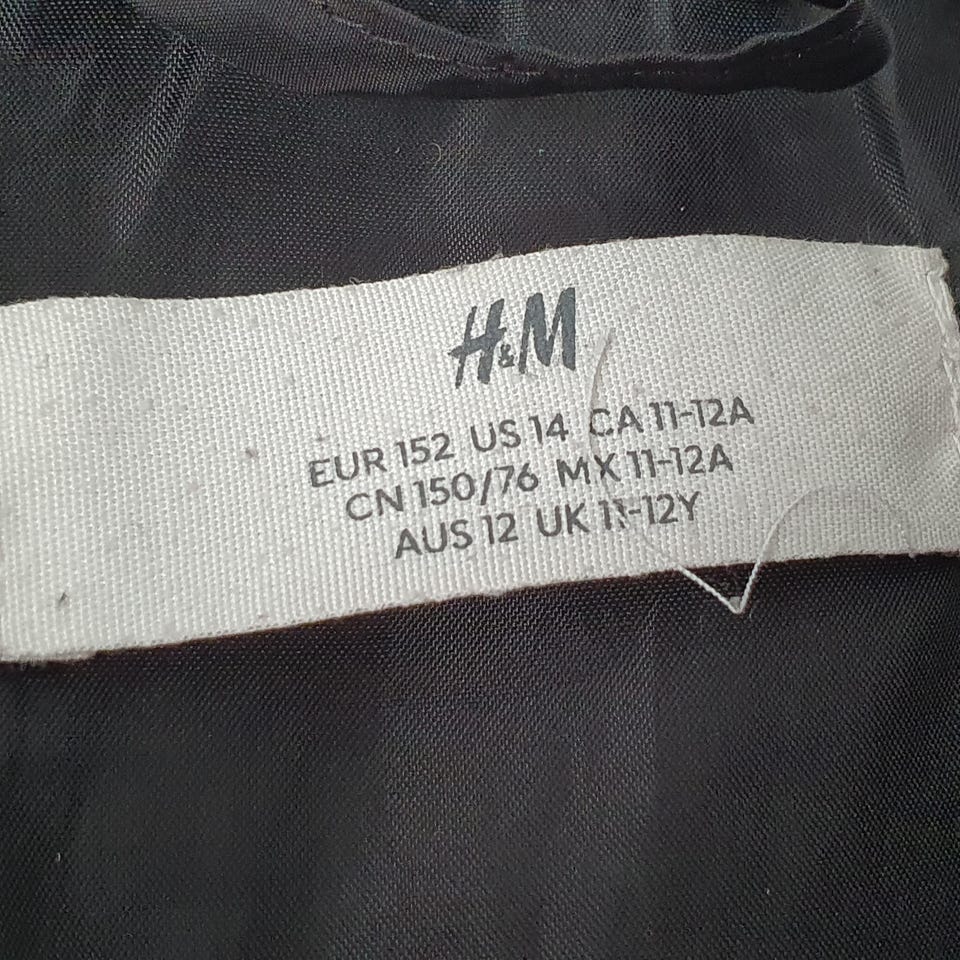 H&M
EUR 152 US 14 CA 11-12A
CN 150/76 MX 11-12A
AUS 12 UK 11-12Y